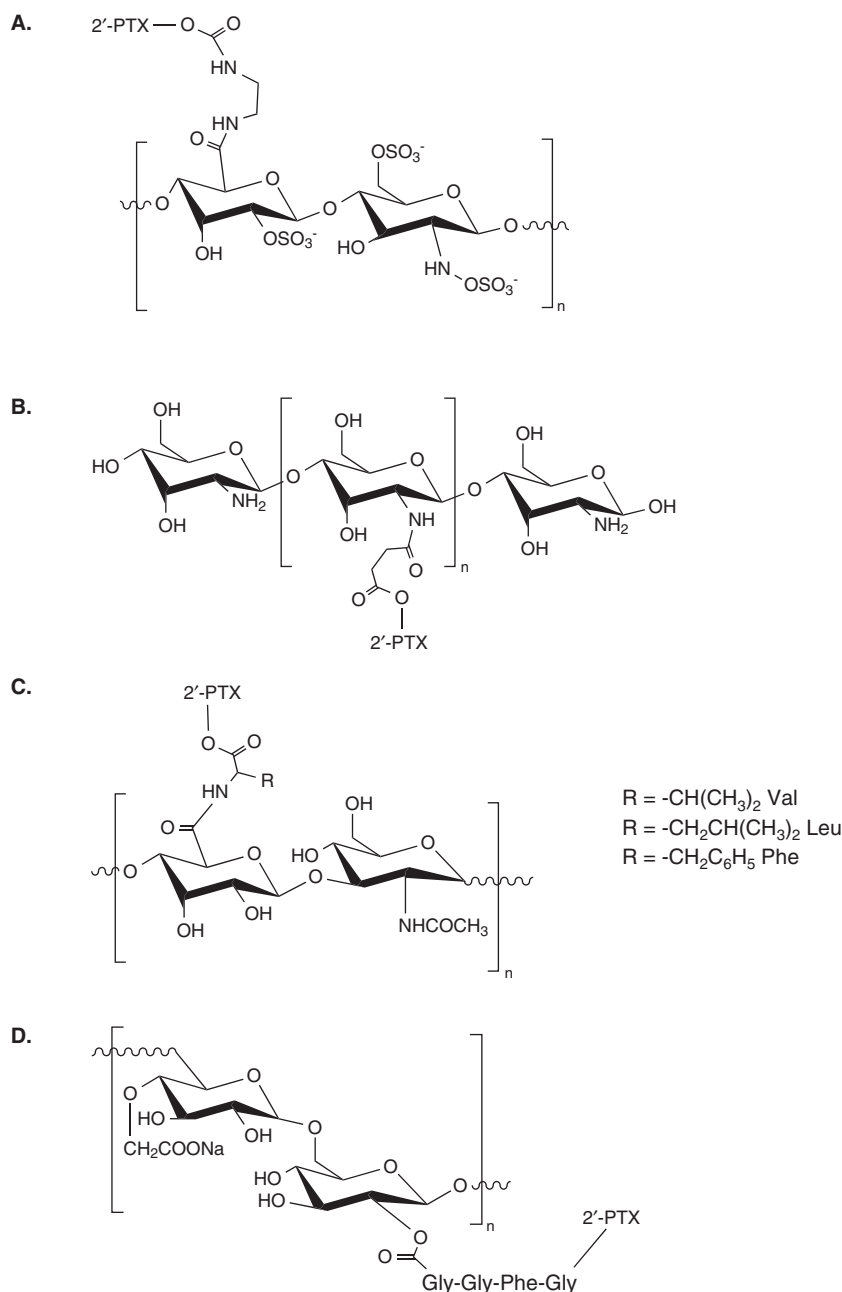 A.
2′-PTX—O
O
HN
HN
O
O
OSO₃⁻
O
O
O
O
OSO₃⁻
OH
HO
HN
OSO₃⁻
n
B.
OH
OH
OH
O
O
O
HO
O
O
NH₂
NH
NH₂
OH
OH
OH
OH
O
n
O
O
2′-PTX
C.
2′-PTX
O
O
R
HN
O
OH
O
O
HO
O
O
OH
OH
NHCOCH₃
n
R = -CH(CH₃)₂ Val
R = -CH₂CH(CH₃)₂ Leu
R = -CH₂C₆H₅ Phe
D.
O
O
HO
OH
O
CH₂COONa
O
HO
HO
O
n
O
O
2′-PTX
Gly-Gly-Phe-Gly